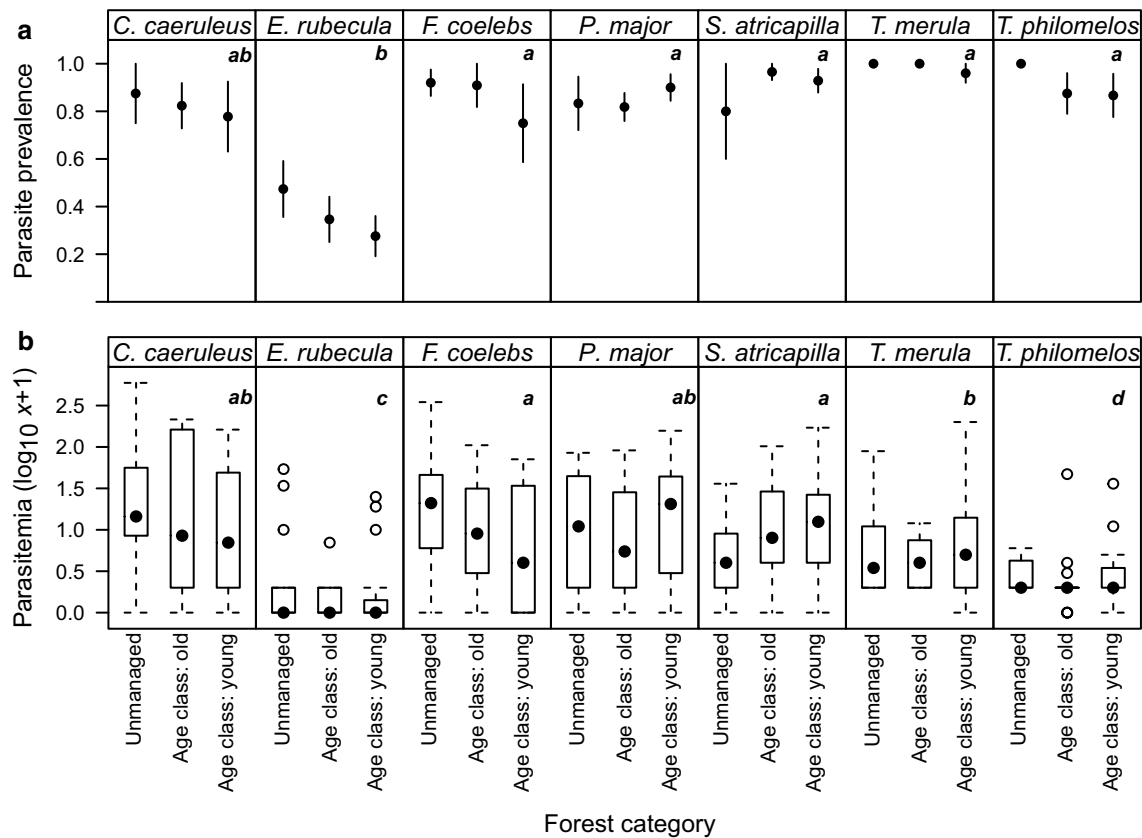 a
C. caeruleus E. rubecula F. coelebs P. major S. atricapilla T. merula T. philomelos
ab b a a a a a
Parasite prevalence
1.0
0.8
0.6
0.4
0.2
b
C. caeruleus E. rubecula F. coelebs P. major S. atricapilla T. merula T. philomelos
ab c a ab a b d
Parasitemia (log10 x+1)
2.5
2.0
1.5
1.0
0.5
0.0
Unmanaged
Age class: old
Age class: young
Unmanaged
Age class: old
Age class: young
Unmanaged
Age class: old
Age class: young
Unmanaged
Age class: old
Age class: young
Unmanaged
Age class: old
Age class: young
Unmanaged
Age class: old
Age class: young
Unmanaged
Age class: old
Age class: young
Forest category